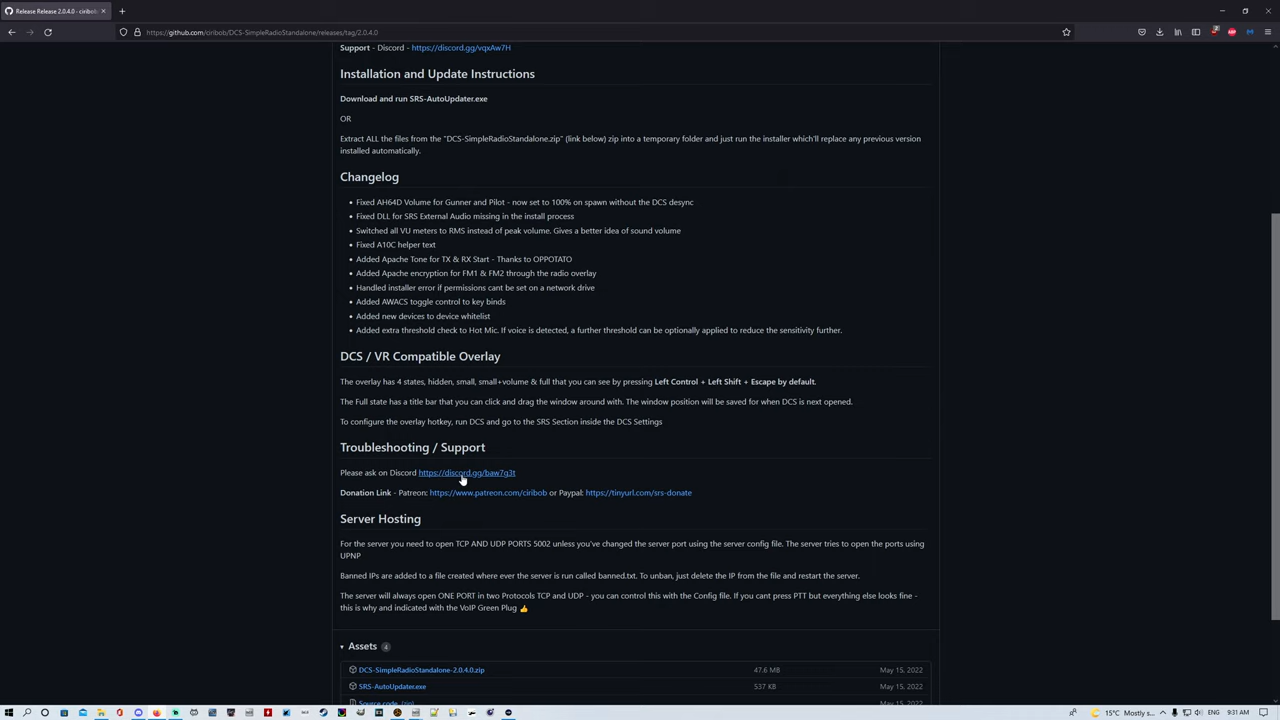 Release Release 2.0.4.0 - ciribob
https://github.com/ciribob/DCS-SimpleRadioStandalone/releases/tag/2.0.4.0
Support - Discord - https://discord.gg/vqxAw7H
Installation and Update Instructions
Download and run SRS-AutoUpdater.exe
OR
Extract ALL the files from the "DCS-SimpleRadioStandalone.zip" (link below) zip into a temporary folder and just run the installer which'll replace any previous version
installed automatically.
Changelog
• Fixed AH64D Volume for Gunner and Pilot - now set to 100% on spawn without the DCS desync
• Fixed DLL for SRS External Audio missing in the install process
• Switched all VU meters to RMS instead of peak volume. Gives a better idea of sound volume
• Fixed A10C helper text
• Added Apache Tone for TX & RX Start - Thanks to OPPOTATO
• Added Apache encryption for FM1 & FM2 through the radio overlay
• Handled installer error if permissions cant be set on a network drive
• Added AWACS toggle control to key binds
• Added new devices to device whitelist
• Added extra threshold check to Hot Mic. If voice is detected, a further threshold can be optionally applied to reduce the sensitivity further.
DCS / VR Compatible Overlay
The overlay has 4 states, hidden, small, small+volume & full that you can see by pressing Left Control + Left Shift + Escape by default.
The Full state has a title bar that you can click and drag the window around with. The window position will be saved for when DCS is next opened.
To configure the overlay hotkey, run DCS and go to the SRS Section inside the DCS Settings
Troubleshooting / Support
Please ask on Discord https://discord.gg/baw7g3t
Donation Link - Patreon: https://www.patreon.com/ciribob or Paypal: https://tinyurl.com/srs-donate
Server Hosting
For the server you need to open TCP AND UDP PORTS 5002 unless you've changed the server port using the server config file. The server tries to open the ports using
UPNP
Banned IPs are added to a file created where ever the server is run called banned.txt. To unban, just delete the IP from the file and restart the server.
The server will always open ONE PORT in two Protocols TCP and UDP - you can control this with the Config file. If you cant press PTT but everything else looks fine -
this is why and indicated with the VoIP Green Plug 👍
Assets 4
DCS-SimpleRadioStandalone-2.0.4.0.zip 47.6 MB May 15, 2022
SRS-AutoUpdater.exe 537 KB May 15, 2022
Source code (zip)
15°C Mostly s... ENG 9:31 AM